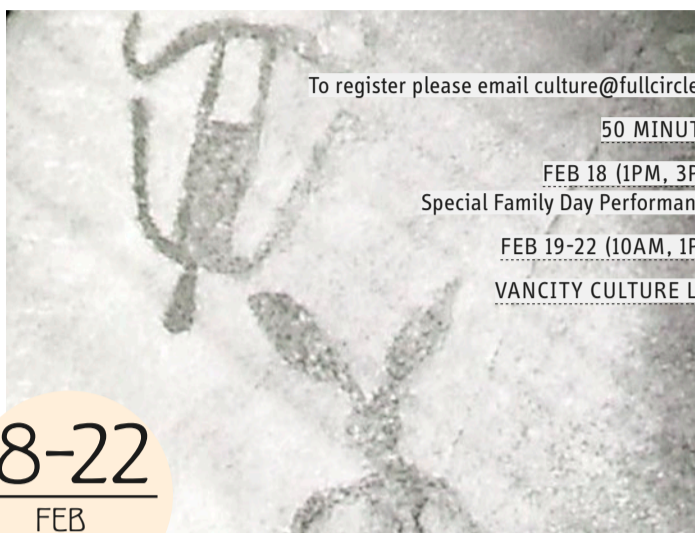 To register please email culture@fullcircle
50 MINUT
FEB 18 (1PM, 3P
Special Family Day Performan
FEB 19-22 (10AM, 1P
VANCITY CULTURE L
8-22
FEB